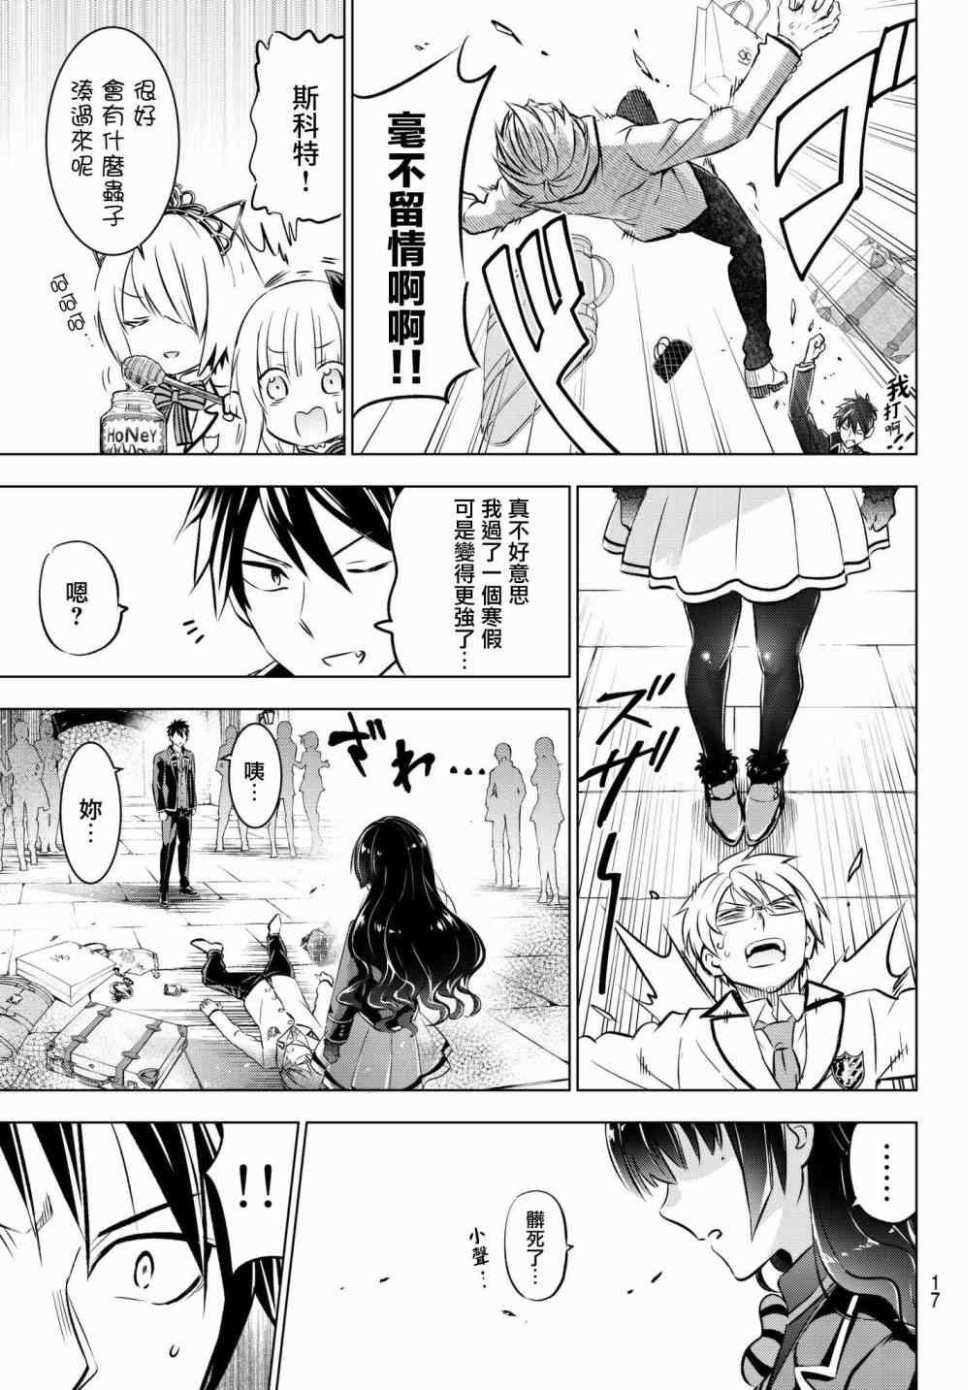 我打啊!!!
毫不留情啊啊!!
斯科特!
很好
會有什麼蟲子
湊過來呢
呵呵呵…
HoNey
ズザザッ
真不好意思
我過了一個寒假
可是變得更強了…
嗯?
ざわ…
咦…
妳…
……
髒死了…
小聲…
!!
17